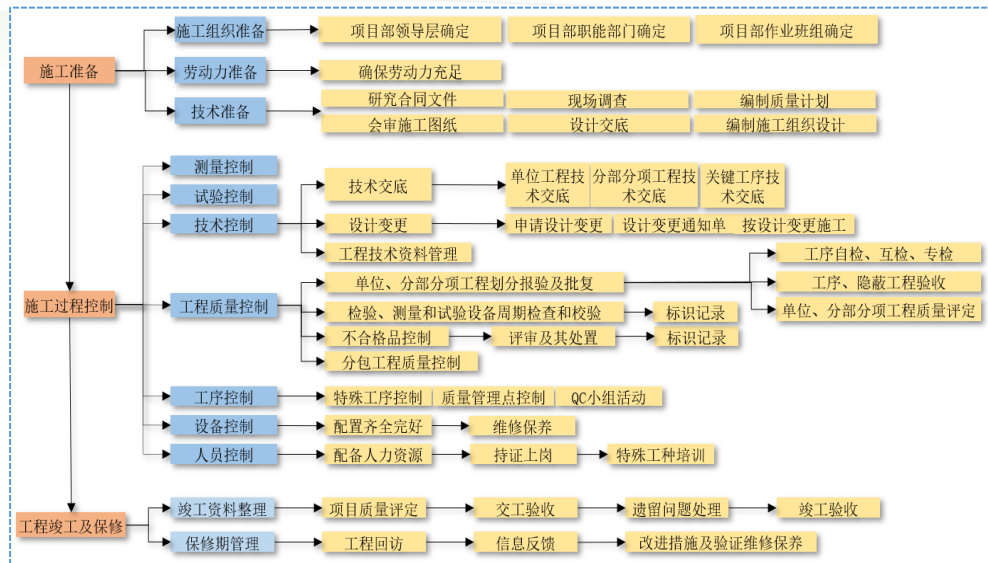 施工准备
施工组织准备
项目部领导层确定
项目部职能部门确定
项目部作业班组确定
劳动力准备
确保劳动力充足
技术准备
研究合同文件
现场调查
编制质量计划
会审施工图纸
设计交底
编制施工组织设计
施工过程控制
测量控制
试验控制
技术控制
技术交底
单位工程技
术交底
分部分项工程技
术交底
关键工序技
术交底
设计变更
申请设计变更
设计变更通知单
按设计变更施工
工程技术资料管理
工程质量控制
单位、分部分项工程划分报验及批复
工序自检、互检、专检
工序、隐蔽工程验收
单位、分部分项工程质量评定
检验、测量和试验设备周期检查和校验
标识记录
不合格品控制
评审及其处置
标识记录
分包工程质量控制
工序控制
特殊工序控制
质量管理点控制
QC小组活动
设备控制
配置齐全完好
维修保养
人员控制
配备人力资源
持证上岗
特殊工种培训
工程竣工及保修
竣工资料整理
项目质量评定
交工验收
遗留问题处理
竣工验收
保修期管理
工程回访
信息反馈
改进措施及验证维修保养